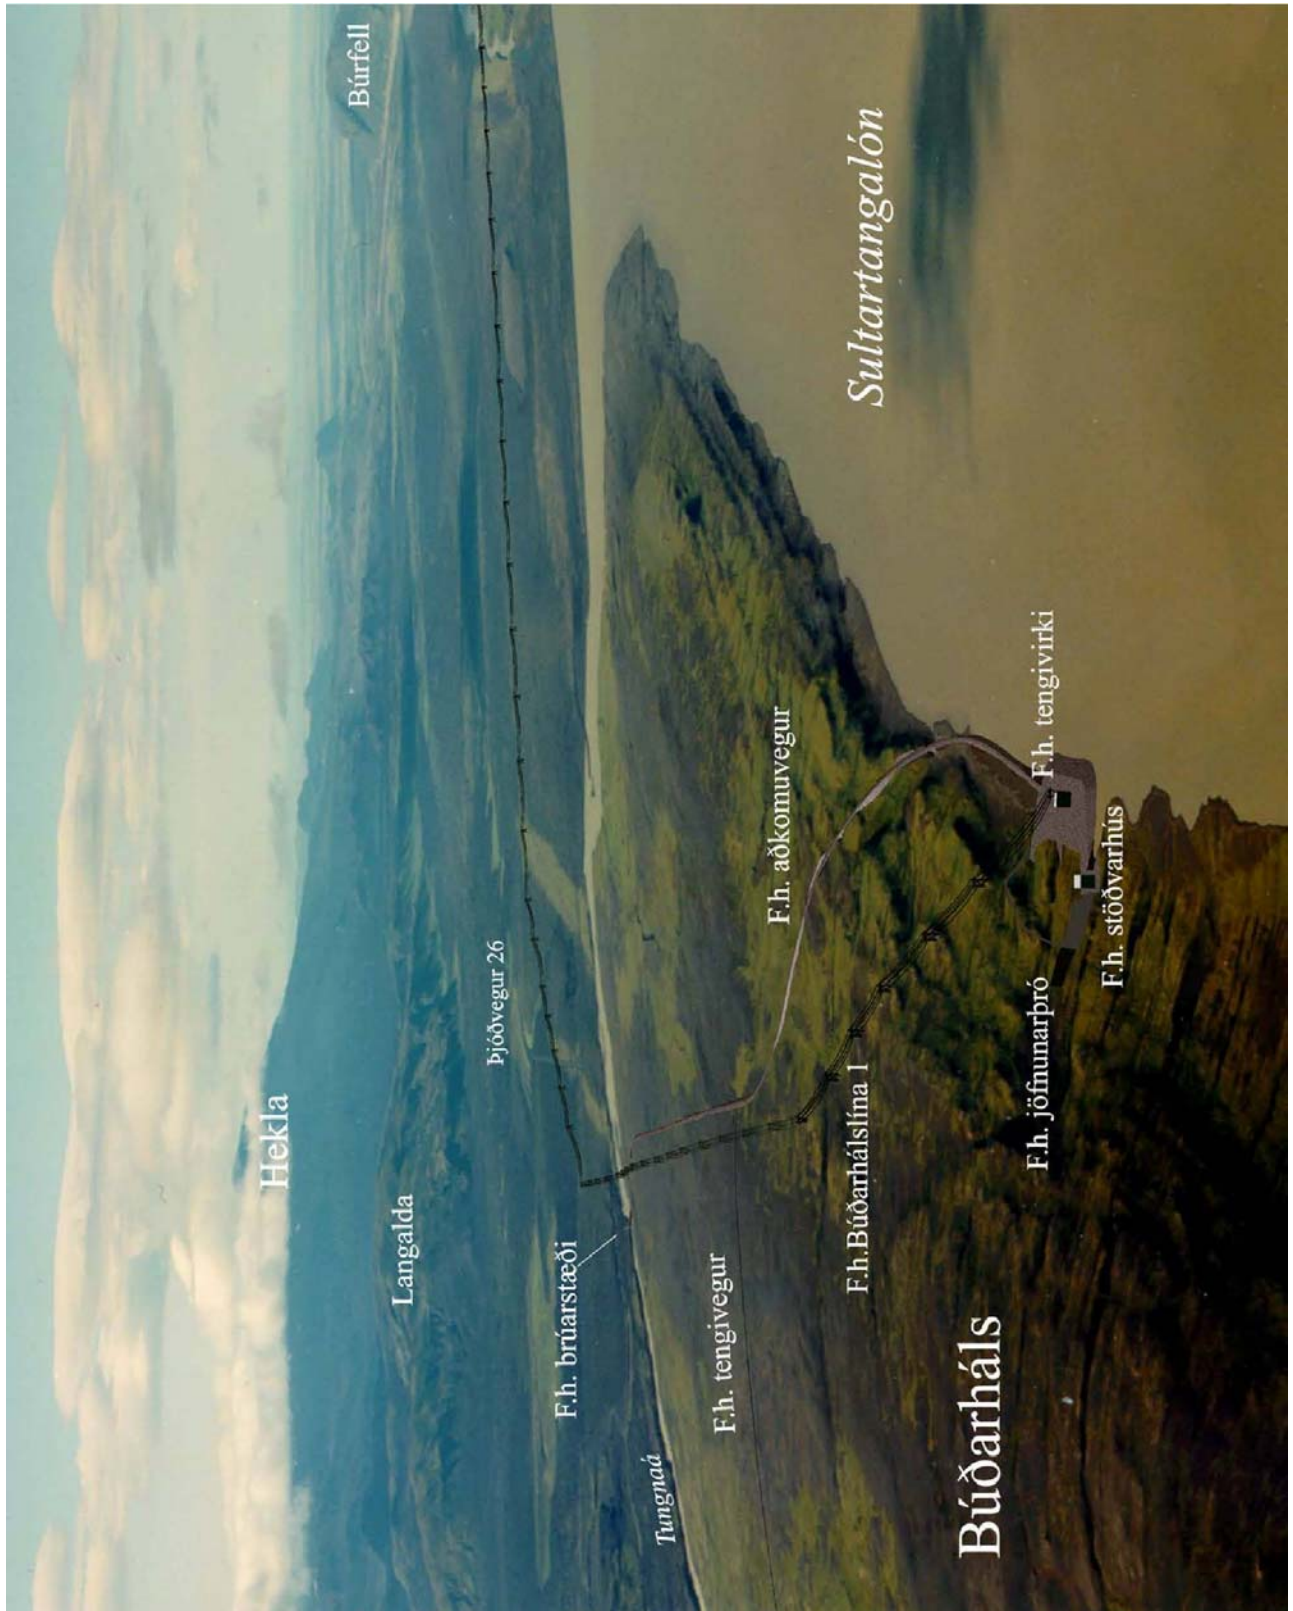 Hekla
Búrfell
Langalda
Þjóðvegur 26
F.h. brúarstæði
Tungnaá
F.h. tengivegur
F.h. aðkomuvegur
F.h.Búðarhálslína 1
Sultartangalón
Búðarháls
F.h. jöfnunarþró
F.h. tengivirki
F.h. stöðvarhús